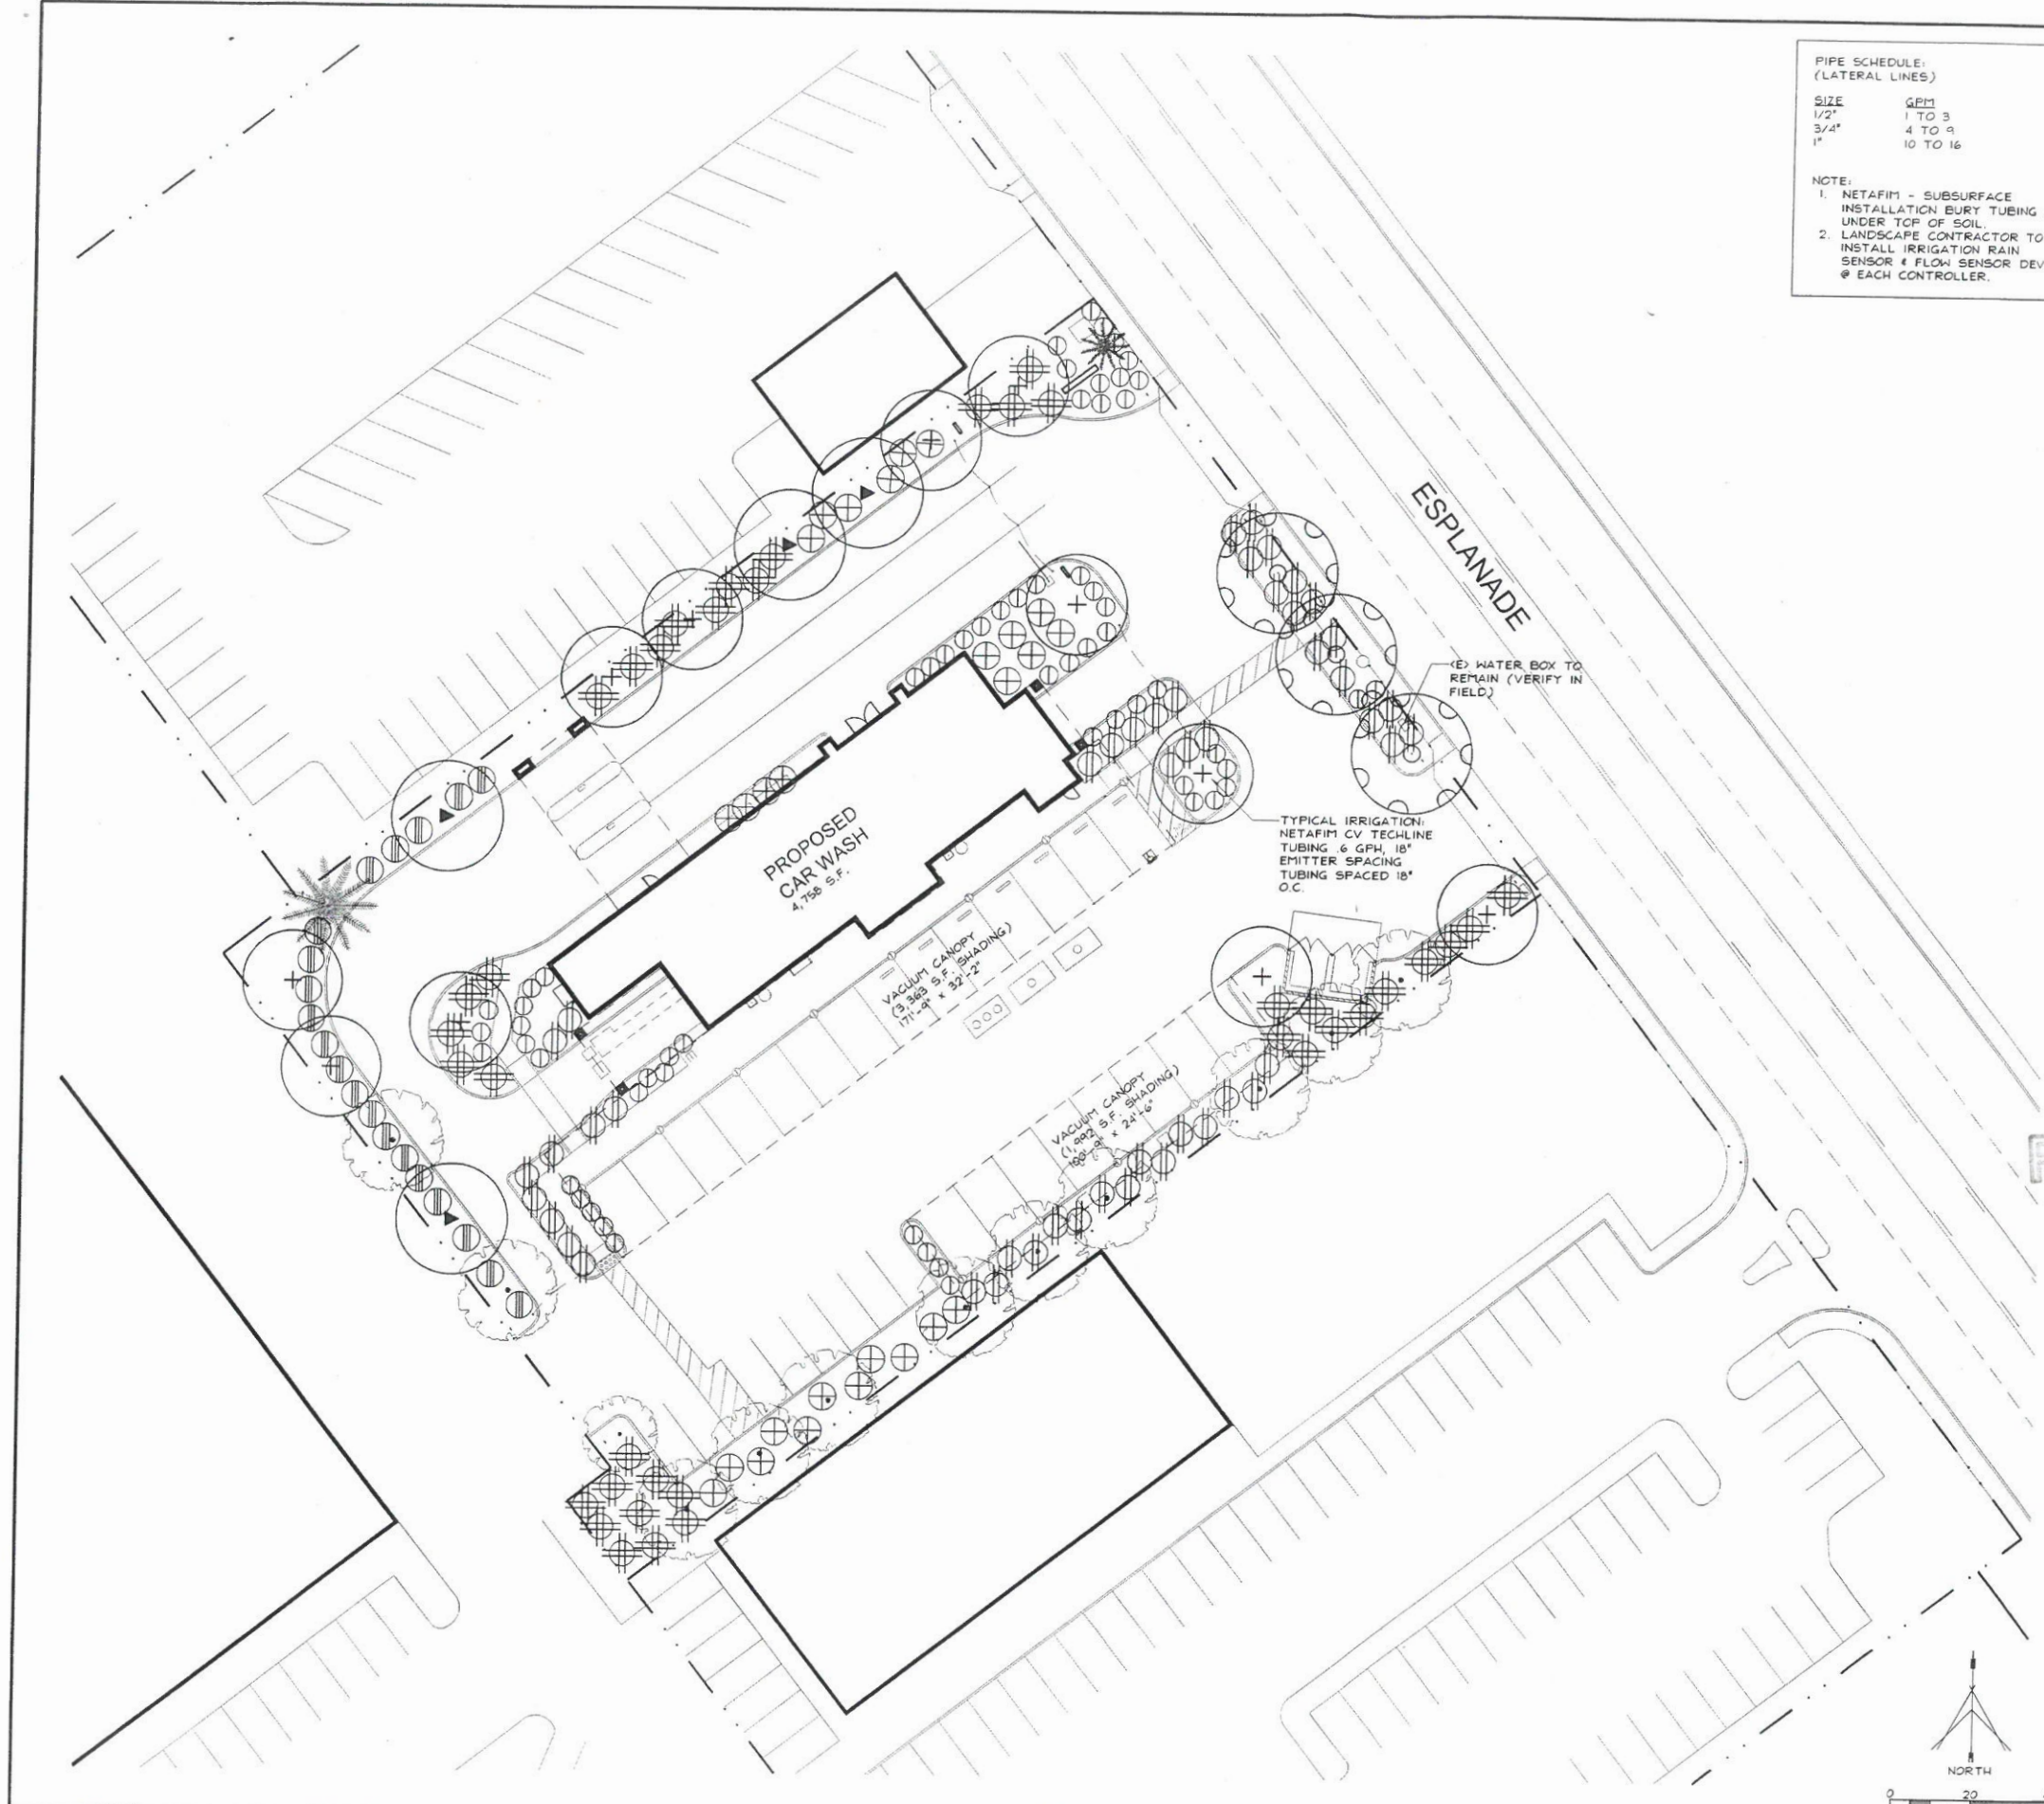 PIPE SCHEDULE:
(LATERAL LINES)
SIZE GPM
1/2" 1 TO 3
3/4" 4 TO 9
1" 10 TO 16
NOTE:
1. NETAFIM - SUBSURFACE
INSTALLATION BURY TUBING
UNDER TOP OF SOIL.
2. LANDSCAPE CONTRACTOR TO
INSTALL IRRIGATION RAIN
SENSOR & FLOW SENSOR DEV
@ EACH CONTROLLER.
ESPLANADE
(E) WATER BOX TO
REMAIN (VERIFY IN
FIELD)
TYPICAL IRRIGATION:
NETAFIM CV TECHLINE
TUBING .6 GPH, 18"
EMITTER SPACING
TUBING SPACED 18"
O.C.
PROPOSED
CAR WASH
4,758 S.F.
VACUUM CANOPY
(3,363 S.F. SHADING)
171'-9" x 32'-2"
VACUUM CANOPY
(1,992 S.F. SHADING)
x 24'-6"
NORTH
0 20